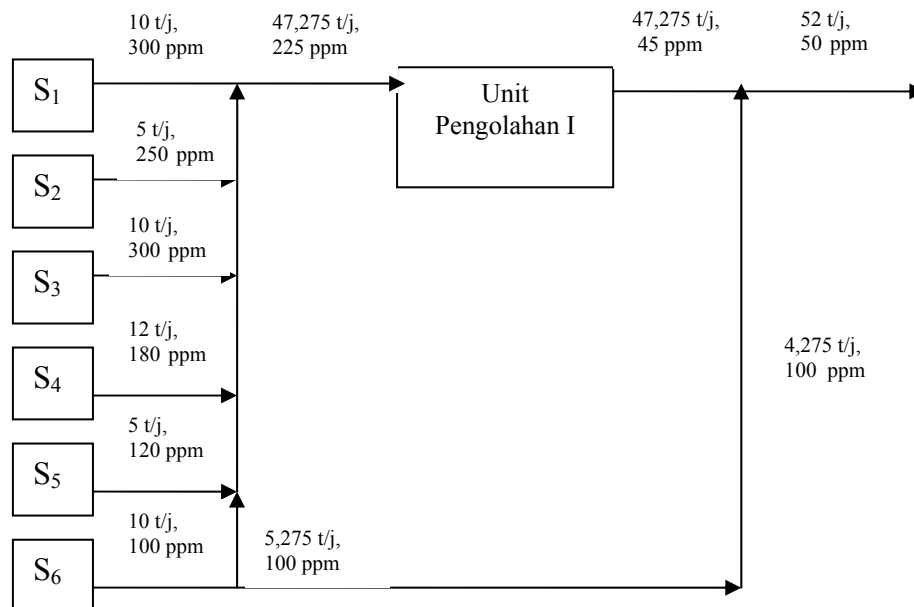 10 t/j,
300 ppm
47,275 t/j,
225 ppm
47,275 t/j,
45 ppm
52 t/j,
50 ppm
S1
Unit
Pengolahan I
5 t/j,
250 ppm
S2
10 t/j,
300 ppm
S3
12 t/j,
180 ppm
4,275 t/j,
100 ppm
S4
5 t/j,
120 ppm
S5
10 t/j,
100 ppm
5,275 t/j,
100 ppm
S6